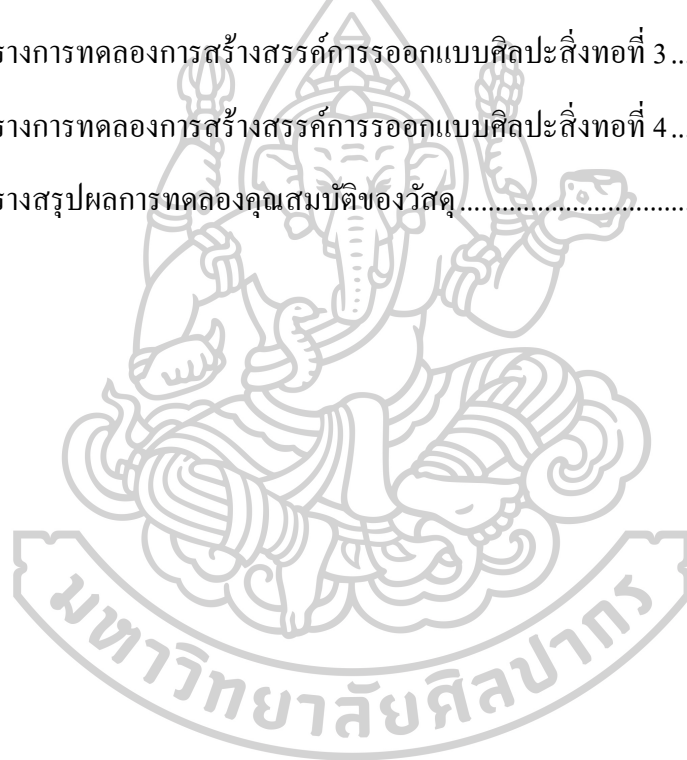 รางการทดลองการสร้างสรรค์การรออกแบบศิลปะสิ่งทอที่ 3...
รางการทดลองการสร้างสรรค์การรออกแบบศิลปะสิ่งทอที่ 4...
รางสรุปผลการทดลองคุณสมบัติของวัสดุ................................
มหาวิทยาลัยศิลปากร